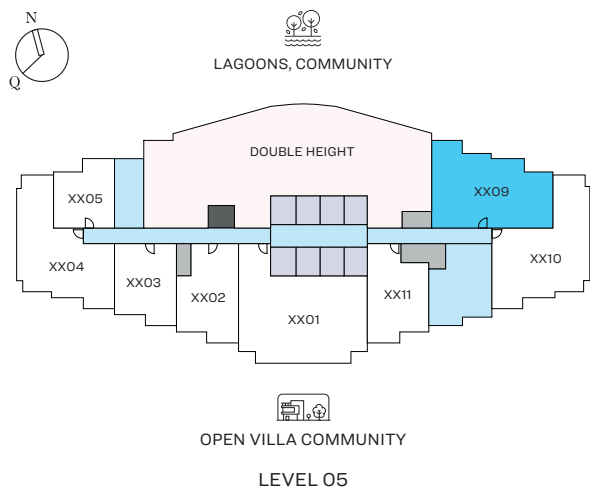 N
Q
LAGOONS, COMMUNITY
DOUBLE HEIGHT
XX05
XX09
XX04
XX03
XX02
XX01
XX11
XX10
OPEN VILLA COMMUNITY
LEVEL 05